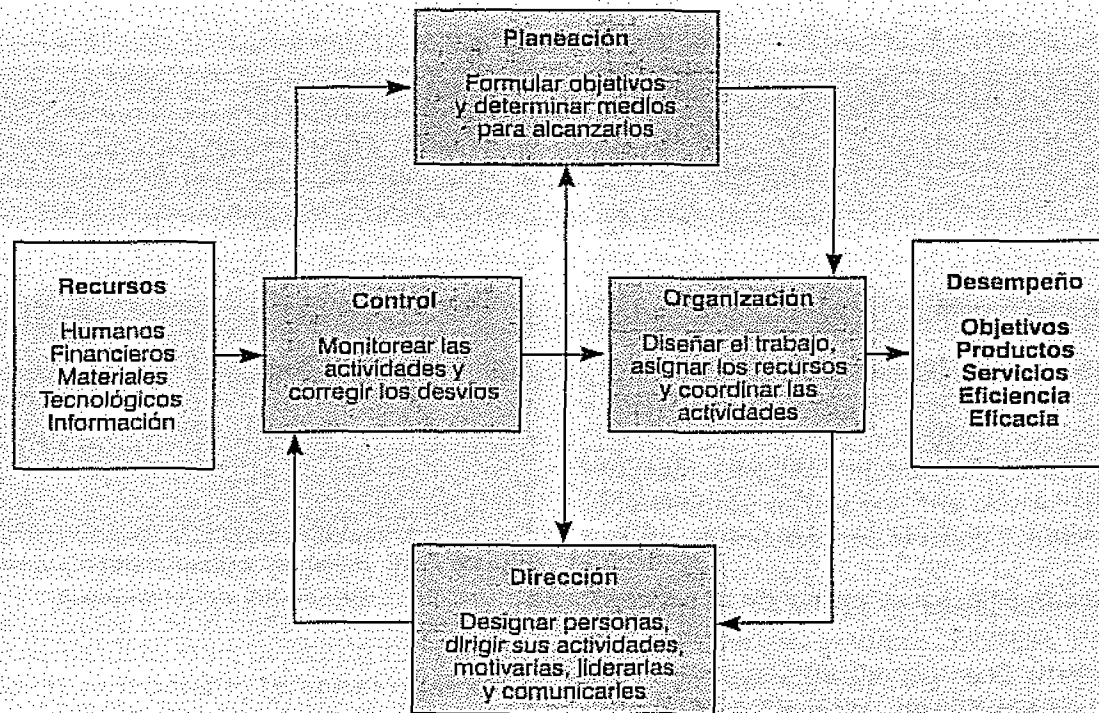 Planeación
Formular objetivos
y determinar medios
para alcanzarlos
Recursos
Humanos
Financieros
Materiales
Tecnológicos
Información
Control
Monitorear las
actividades y
corregir los desvíos
Organización
Diseñar el trabajo,
asignar los recursos
y coordinar las
actividades
Desempeño
Objetivos
Productos
Servicios
Eficiencia
Eficacia
Dirección
Designar personas,
dirigir sus actividades,
motivarlas, liderarlas
y comunicarles